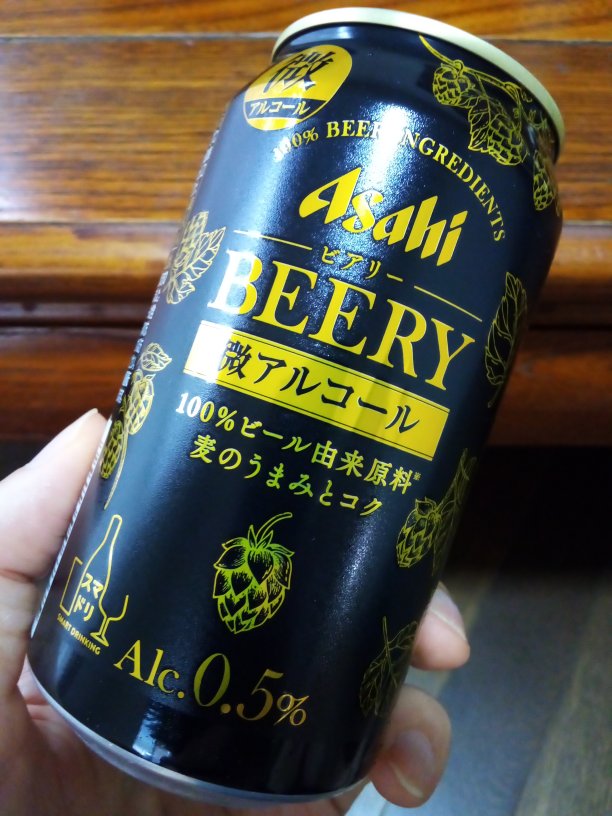 微
アルコール
100% BEER INGREDIENTS
Asahi
ビアリー
BEERY
微アルコール
100%ビール由来原料※
麦のうまみとコク
スマ
ドリ
SMART DRINKING
Alc.0.5%